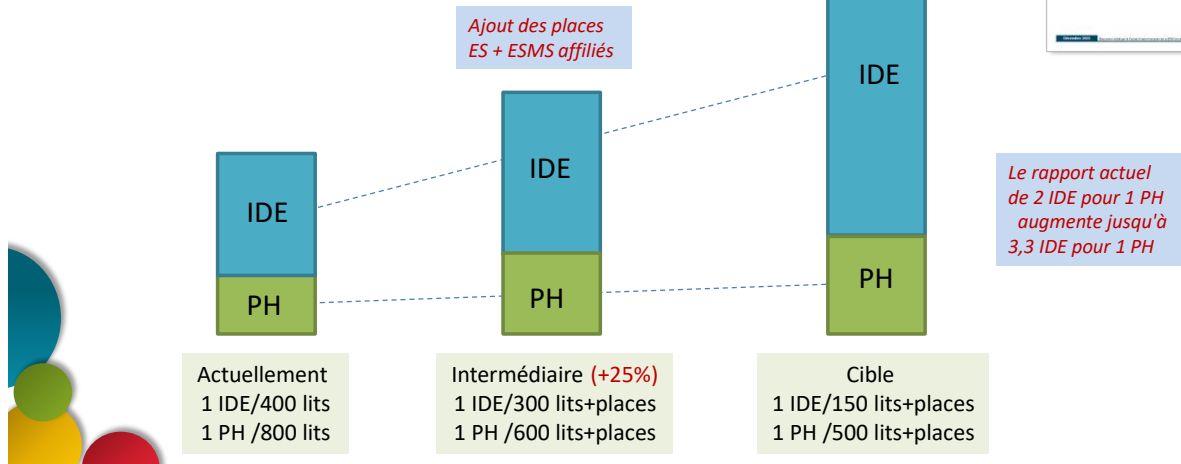 Ajout des places
ES + ESMS affiliés
IDE
IDE
IDE
PH
PH
PH
Le rapport actuel
de 2 IDE pour 1 PH
augmente jusqu'à
3,3 IDE pour 1 PH
Actuellement
1 IDE/400 lits
1 PH /800 lits
Intermédiaire (+25%)
1 IDE/300 lits+places
1 PH /600 lits+places
Cible
1 IDE/150 lits+places
1 PH /500 lits+places